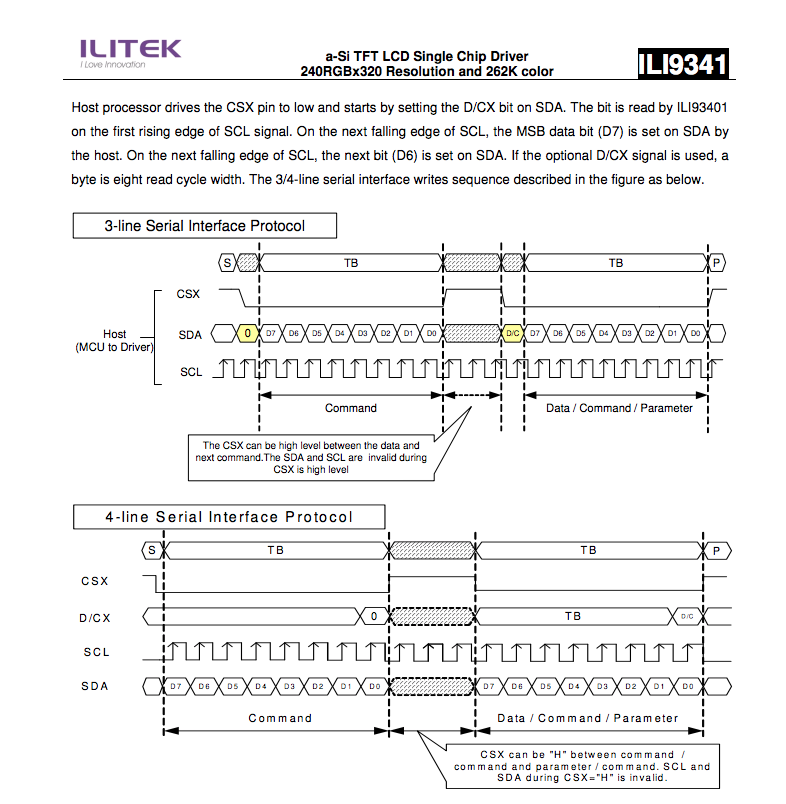 ILITEK
I Love Innovation
a-Si TFT LCD Single Chip Driver
240RGBx320 Resolution and 262K color
ILI9341
Host processor drives the CSX pin to low and starts by setting the D/CX bit on SDA. The bit is read by ILI93401
on the first rising edge of SCL signal. On the next falling edge of SCL, the MSB data bit (D7) is set on SDA by
the host. On the next falling edge of SCL, the next bit (D6) is set on SDA. If the optional D/CX signal is used, a
byte is eight read cycle width. The 3/4-line serial interface writes sequence described in the figure as below.
3-line Serial Interface Protocol
S TB TB P
CSX
Host
(MCU to Driver)
SDA 0 D7 D6 D5 D4 D3 D2 D1 D0 D/C D7 D6 D5 D4 D3 D2 D1 D0
SCL
Command Data / Command / Parameter
The CSX can be high level between the data and
next command.The SDA and SCL are invalid during
CSX is high level
4-line Serial Interface Protocol
S TB TB P
CSX
D/CX 0 TB D/C
SCL
SDA D7 D6 D5 D4 D3 D2 D1 D0 D7 D6 D5 D4 D3 D2 D1 D0
Command Data / Command / Parameter
CSX can be "H" between command /
command and parameter / command. SCL and
SDA during CSX="H" is invalid.